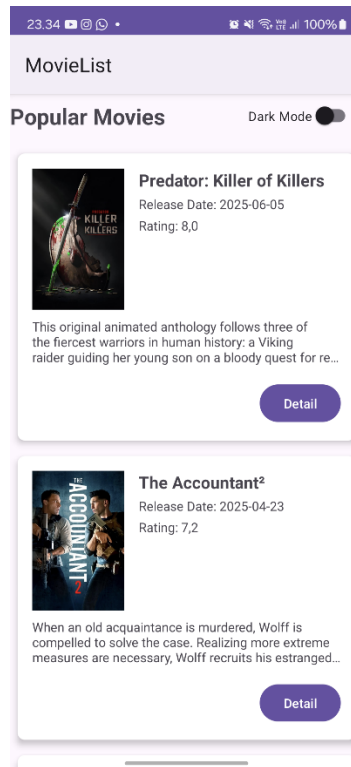 23.34 100%
MovieList
Popular Movies
Dark Mode
KILLER
OF
KILLERS
Predator: Killer of Killers
Release Date: 2025-06-05
Rating: 8,0
This original animated anthology follows three of
the fiercest warriors in human history: a Viking
raider guiding her young son on a bloody quest for re...
Detail
THE
ACCOUNTANT
2
The Accountant²
Release Date: 2025-04-23
Rating: 7,2
When an old acquaintance is murdered, Wolff is
compelled to solve the case. Realizing more extreme
measures are necessary, Wolff recruits his estranged...
Detail